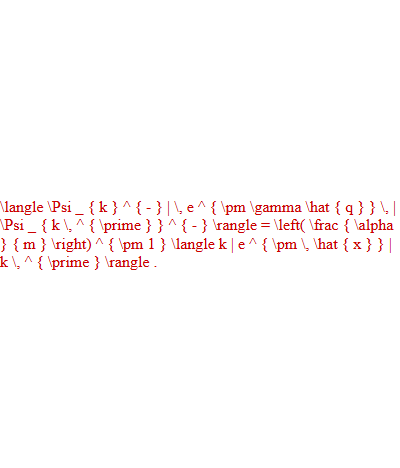 \langle \Psi _ { k } ^ { - } | \, e ^ { \pm \gamma \hat { q } } \, |
\Psi _ { k \, ^ { \prime } } ^ { - } \rangle = \left( \frac { \alpha
} { m } \right) ^ { \pm 1 } \langle k | e ^ { \pm \, \hat { x } } |
k \, ^ { \prime } \rangle .